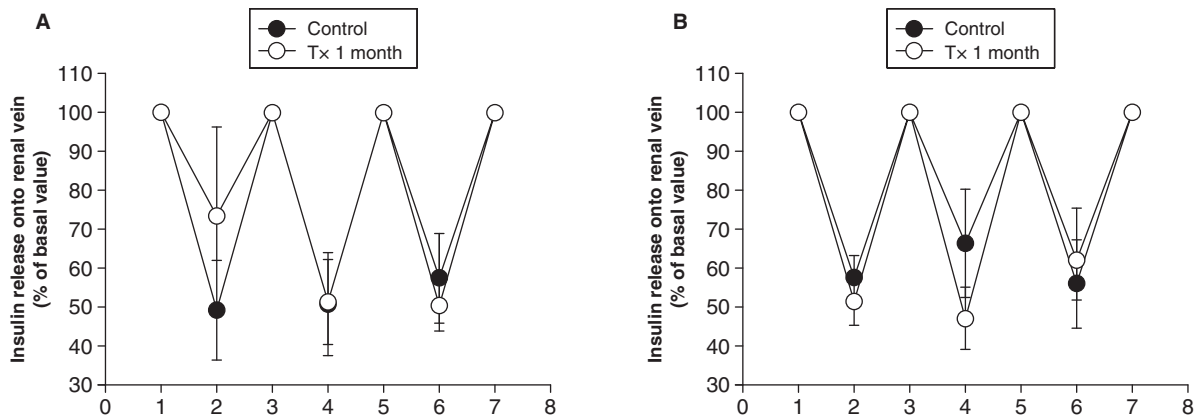 A
Control
T× 1 month
Insulin release onto renal vein
(% of basal value)
110
100
90
80
70
60
50
40
30
0 1 2 3 4 5 6 7 8
B
Control
T× 1 month
Insulin release onto renal vein
(% of basal value)
110
100
90
80
70
60
50
40
30
0 1 2 3 4 5 6 7 8